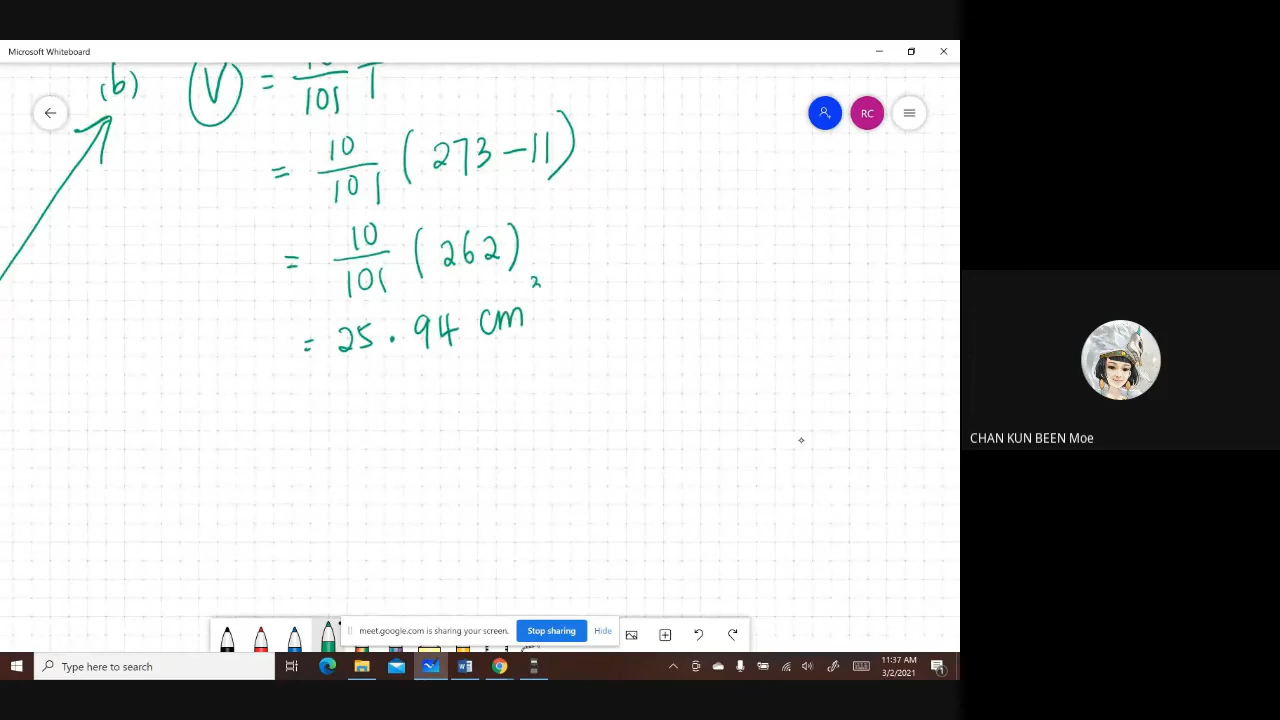 Microsoft Whiteboard
(b) V = 10/101 T
= 10/101 ( 273 - 11 )
= 10/101 ( 262 )
= 25.94 cm²
RC
CHAN KUN BEEN Moe
meet.google.com is sharing your screen.
Stop sharing
Hide
Type here to search
11:37 AM
3/2/2021
1